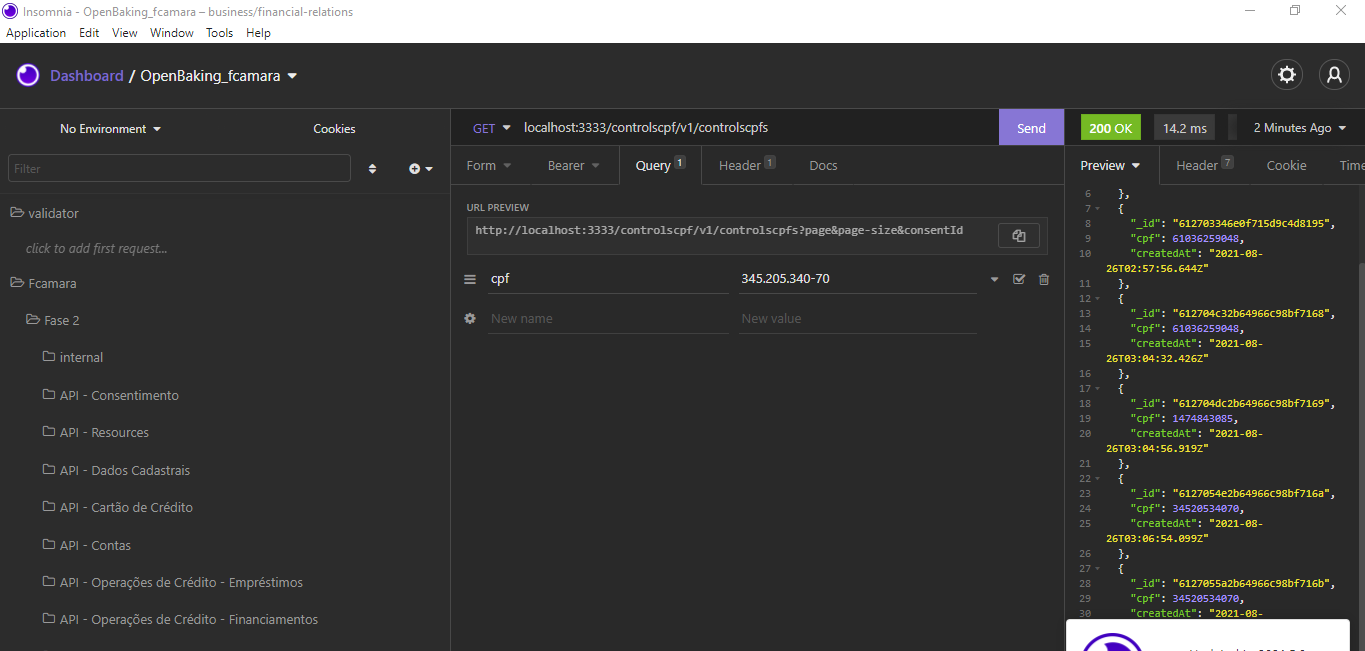 Insomnia - OpenBaking_fcamara – business/financial-relations
Application Edit View Window Tools Help
Dashboard / OpenBaking_fcamara
No Environment Cookies
Filter
validator
click to add first request...
Fcamara
Fase 2
internal
API - Consentimento
API - Resources
API - Dados Cadastrais
API - Cartão de Crédito
API - Contas
API - Operações de Crédito - Empréstimos
API - Operações de Crédito - Financiamentos
GET localhost:3333/controlscpf/v1/controlscpfs Send
Form Bearer Query 1 Header 1 Docs
URL PREVIEW
http://localhost:3333/controlscpf/v1/controlscpfs?page&page-size&consentId
cpf 345.205.340-70
New name New value
200 OK 14.2 ms 2 Minutes Ago
Preview Header 7 Cookie Time
6 },
7 {
8 "_id": "612703346e0f715d9c4d8195",
9 "cpf": 61036259048,
10 "createdAt": "2021-08-
26T02:57:56.644Z"
11 },
12 {
13 "_id": "612704c32b64966c98bf7168",
14 "cpf": 61036259048,
15 "createdAt": "2021-08-
26T03:04:32.426Z"
16 },
17 {
18 "_id": "612704dc2b64966c98bf7169",
19 "cpf": 1474843085,
20 "createdAt": "2021-08-
26T03:04:56.919Z"
21 },
22 {
23 "_id": "6127054e2b64966c98bf716a",
24 "cpf": 34520534070,
25 "createdAt": "2021-08-
26T03:06:54.099Z"
26 },
27 {
28 "_id": "6127055a2b64966c98bf716b",
29 "cpf": 34520534070,
30 "createdAt": "2021-08-